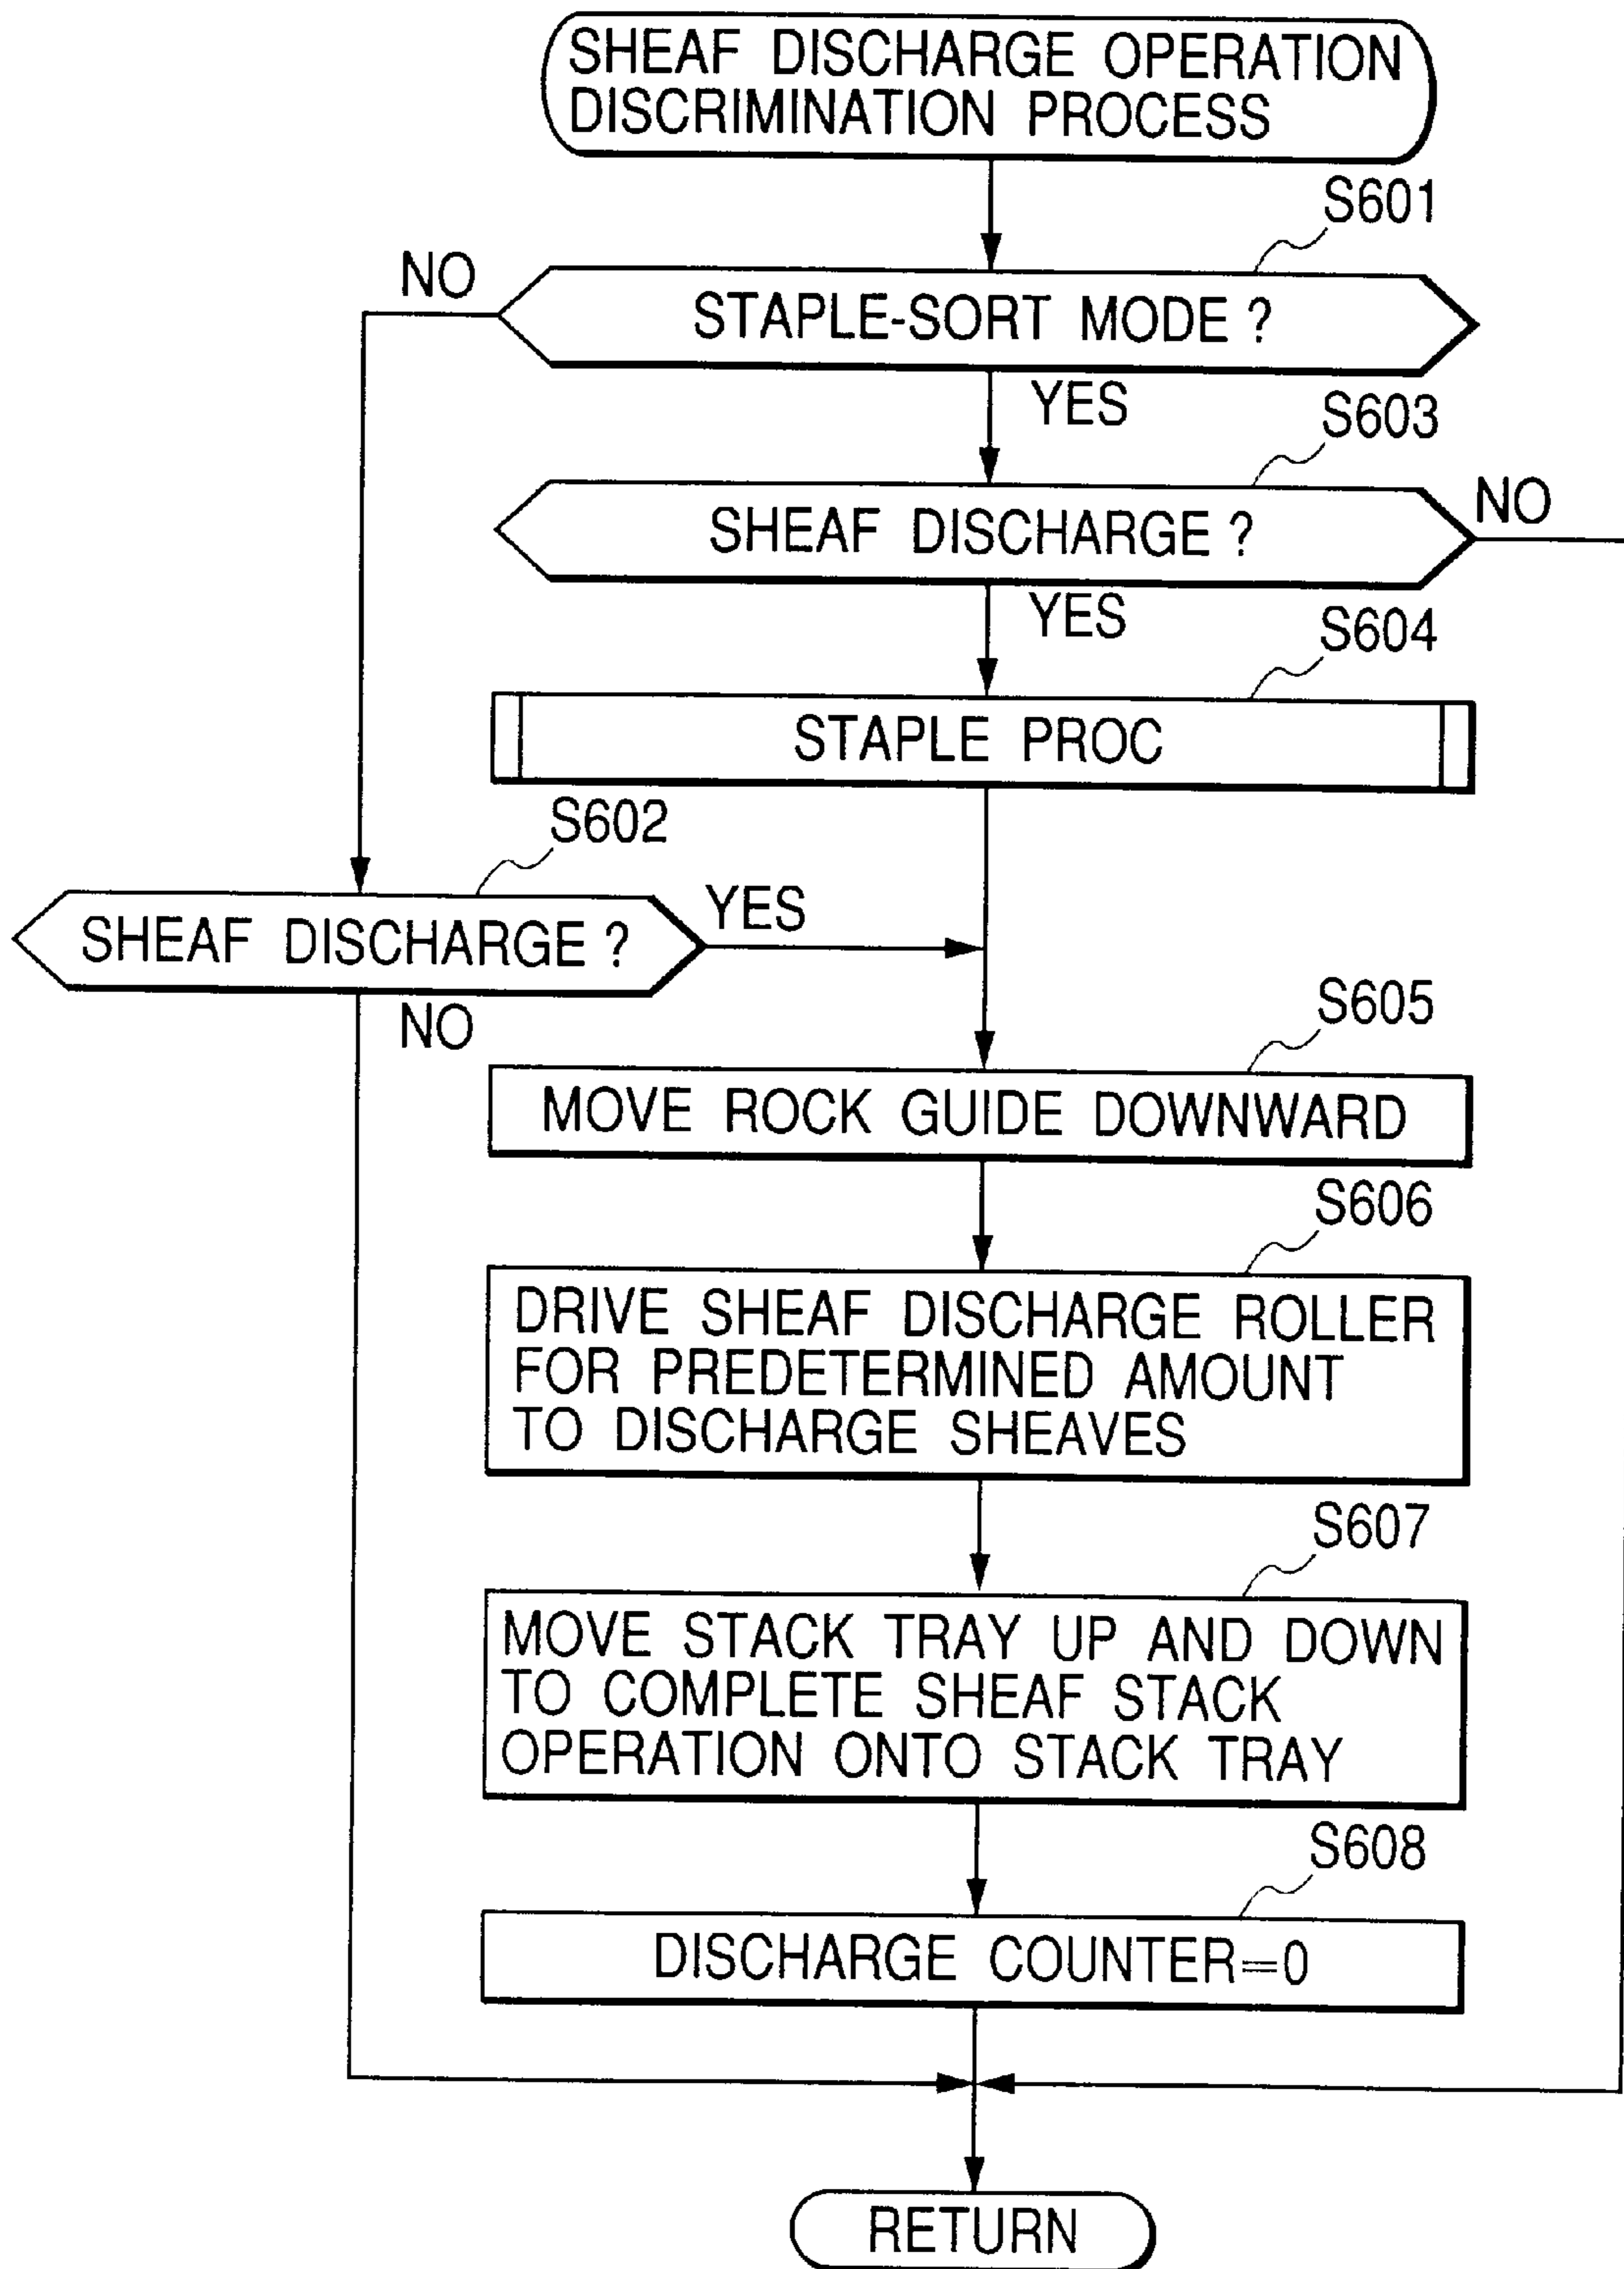 SHEAF DISCHARGE OPERATION
DISCRIMINATION PROCESS
S601
NO
STAPLE-SORT MODE ?
YES
S603
NO
SHEAF DISCHARGE ?
YES
S604
STAPLE PROC
S602
YES
SHEAF DISCHARGE ?
NO
S605
MOVE ROCK GUIDE DOWNWARD
S606
DRIVE SHEAF DISCHARGE ROLLER
FOR PREDETERMINED AMOUNT
TO DISCHARGE SHEAVES
S607
MOVE STACK TRAY UP AND DOWN
TO COMPLETE SHEAF STACK
OPERATION ONTO STACK TRAY
S608
DISCHARGE COUNTER=0
RETURN